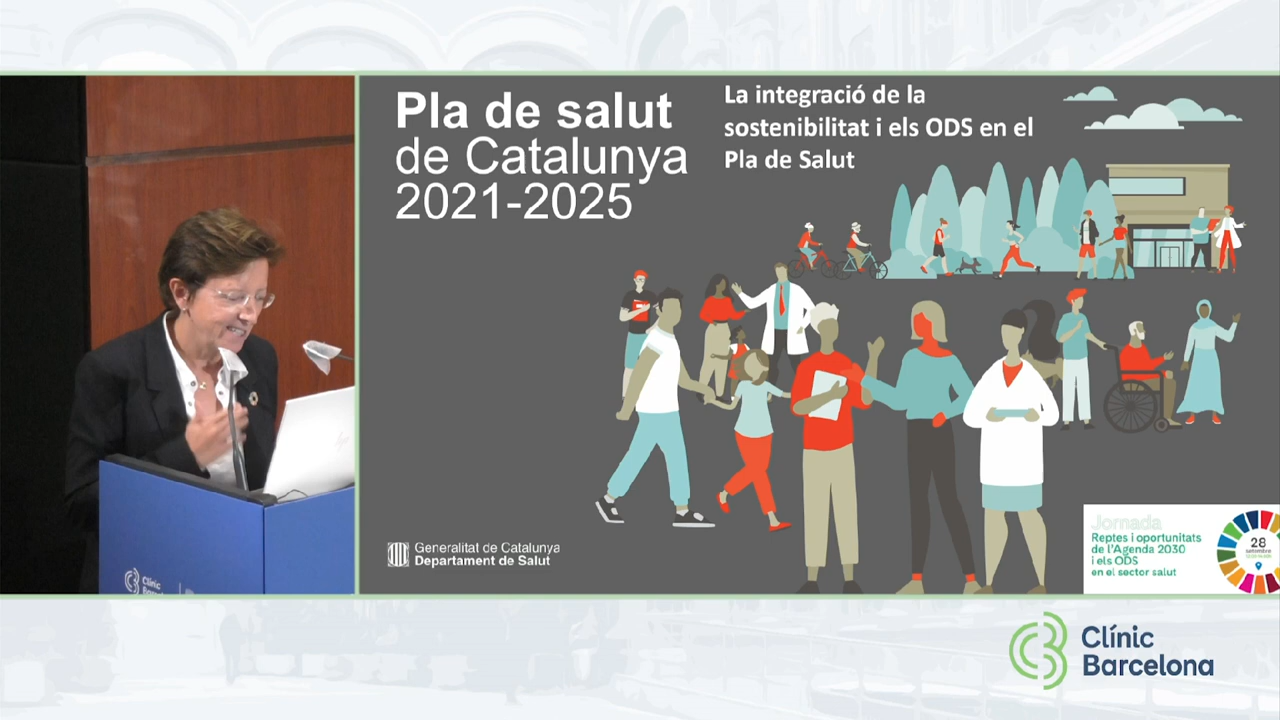 Pla de salut
de Catalunya
2021-2025
La integració de la
sostenibilitat i els ODS en el
Pla de Salut
Generalitat de Catalunya
Departament de Salut
Jornada
Reptes i oportunitats
de l'Agenda 2030
i els ODS
en el sector salut
28
setembre
Clínic
Clínic
Barcelona